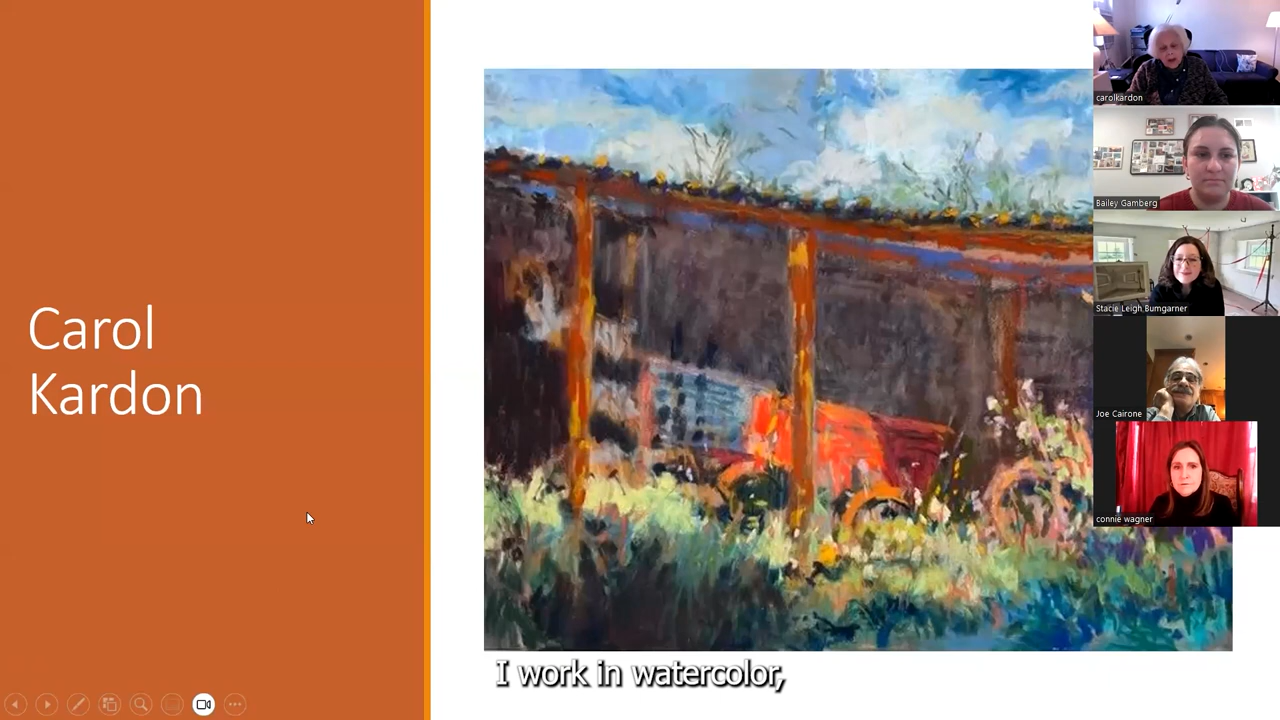 Carol
Kardon
carolkardon
Bailey Gamberg
Stacie Leigh Bumgarner
Joe Cairone
connie wagner
I work in watercolor,